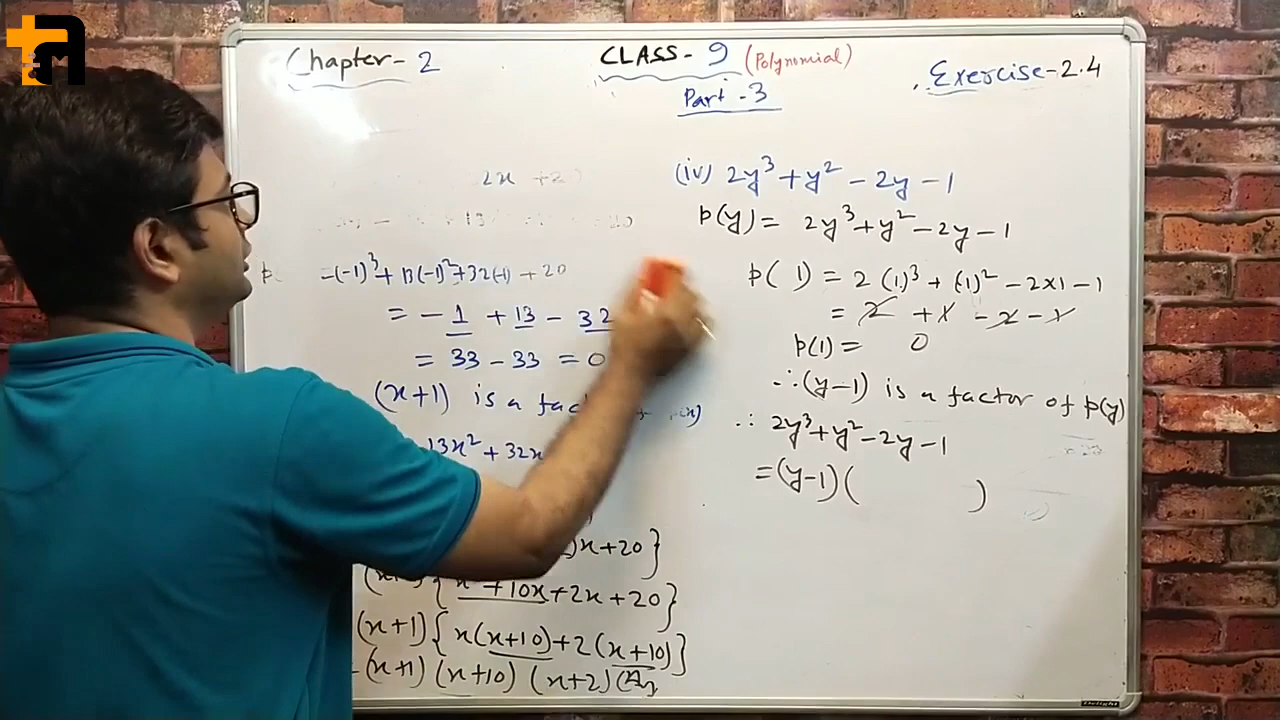 Chapter-2
CLASS-9 (Polynomial)
Part-3
Exercise-2.4
2x +2
-(-1)³+13(-1)²+32(-1)+20
= -1 +13 - 32
= 33 - 33 = 0
(x+1) is a
13x² + 32x
)x+20}
x²+10x+2x+20}
(x+1){x(x+10)+2(x+10)}
(x+1)(x+10)(x+2)
(iv) 2y³+y²-2y-1
p(y)= 2y³+y²-2y-1
p( 1) = 2(1)³+(1)²-2x1-1
= 2 +1 -2-1
p(1)= 0
∴(y-1) is a factor of p(y)
∴ 2y³+y²-2y-1
=(y-1)( )